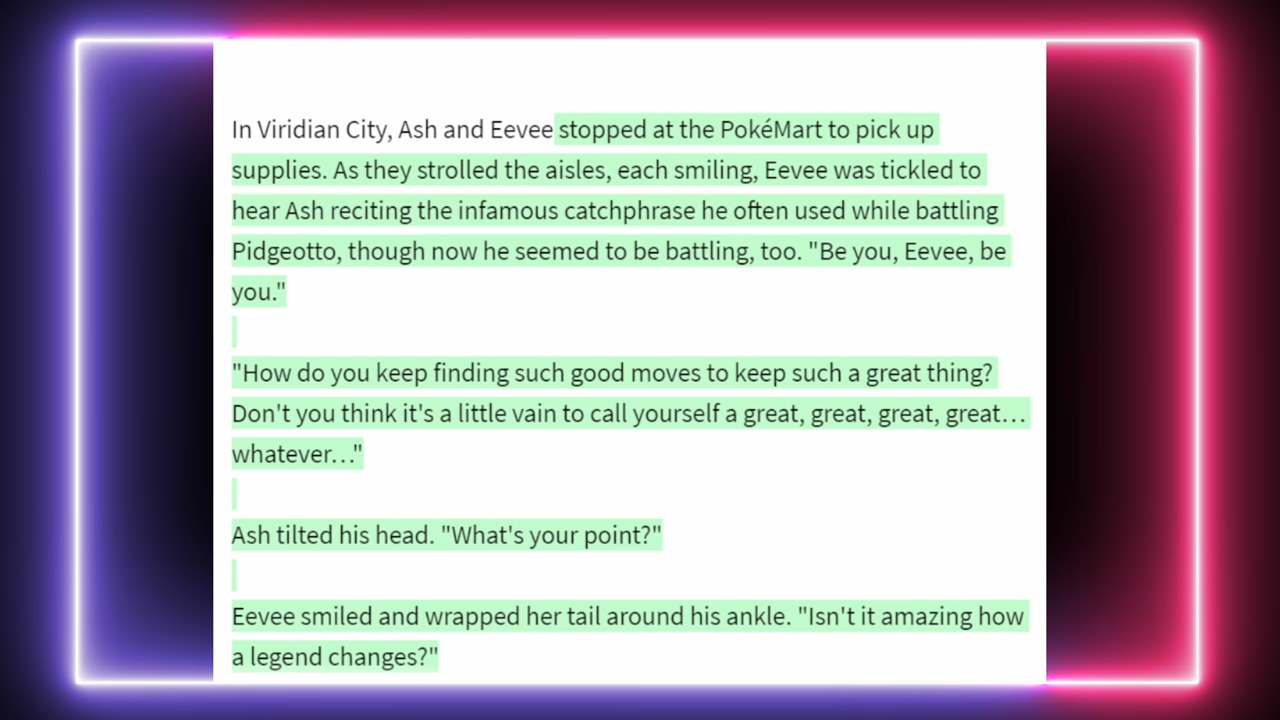 In Viridian City, Ash and Eevee stopped at the PokéMart to pick up
supplies. As they strolled the aisles, each smiling, Eevee was tickled to
hear Ash reciting the infamous catchphrase he often used while battling
Pidgeotto, though now he seemed to be battling, too. "Be you, Eevee, be
you."
"How do you keep finding such good moves to keep such a great thing?
Don't you think it's a little vain to call yourself a great, great, great, great…
whatever…"
Ash tilted his head. "What's your point?"
Eevee smiled and wrapped her tail around his ankle. "Isn't it amazing how
a legend changes?"